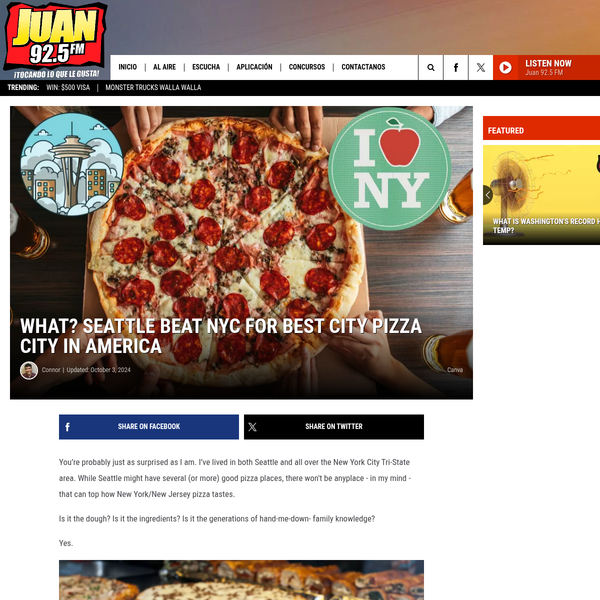 JUAN
92.5 FM
¡TOCANDO LO QUE LE GUSTA!
INICIO | AL AIRE | ESCUCHA | APLICACIÓN | CONCURSOS | CONTACTANOS
LISTEN NOW
Juan 92.5 FM
TRENDING: WIN: $500 VISA | MONSTER TRUCKS WALLA WALLA
I
NY
WHAT? SEATTLE BEAT NYC FOR BEST CITY PIZZA
CITY IN AMERICA
Connor | Updated: October 3, 2024
Canva
FEATURED
WHAT IS WASHINGTON'S RECORD H
TEMP?
SHARE ON FACEBOOK
SHARE ON TWITTER
You're probably just as surprised as I am. I've lived in both Seattle and all over the New York City Tri-State
area. While Seattle might have several (or more) good pizza places, there won't be anyplace - in my mind -
that can top how New York/New Jersey pizza tastes.
Is it the dough? Is it the ingredients? Is it the generations of hand-me-down- family knowledge?
Yes.